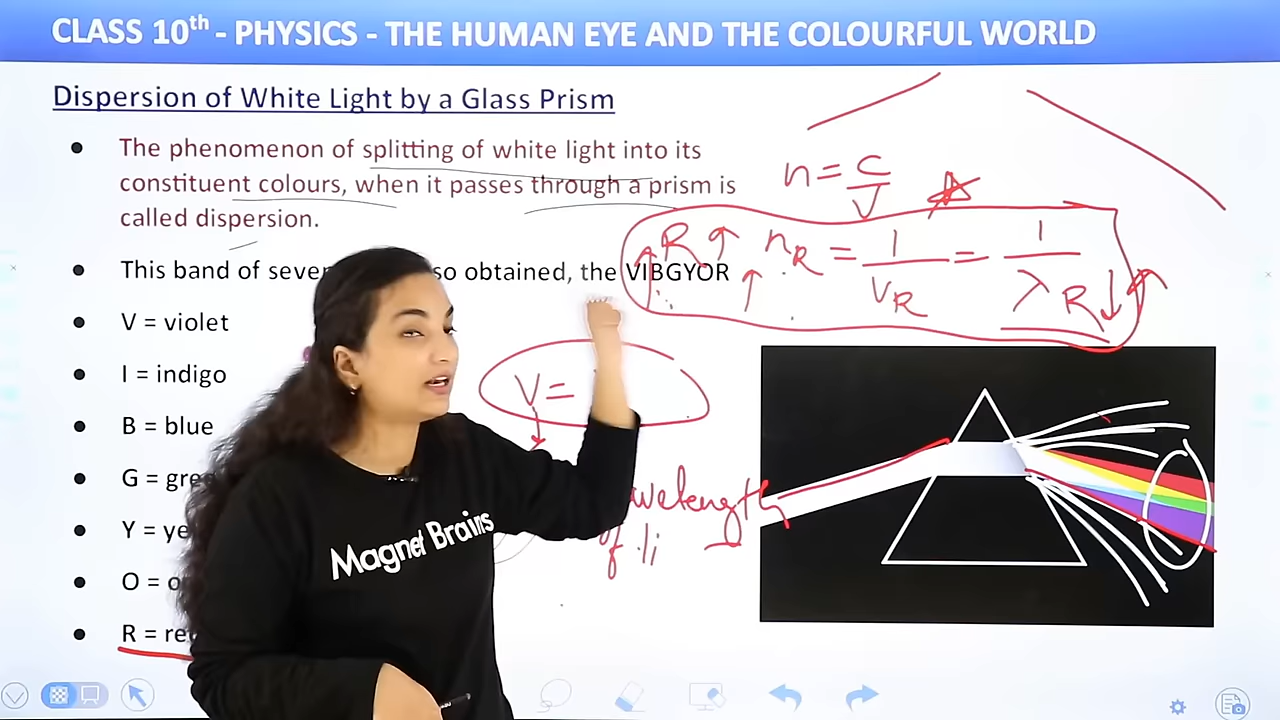 CLASS 10th - PHYSICS - THE HUMAN EYE AND THE COLOURFUL WORLD
Dispersion of White Light by a Glass Prism
• The phenomenon of splitting of white light into its
constituent colours, when it passes through a prism is
called dispersion.
• This band of seve so obtained, the VIBGYOR
• V = violet
• I = indigo
• B = blue
• G = gre
• Y = ye
• O = o
• R = re
n = C/V
R↑ nR = 1/VR = 1/λR ↓↑
V =
welength
of li
Magnet Brains